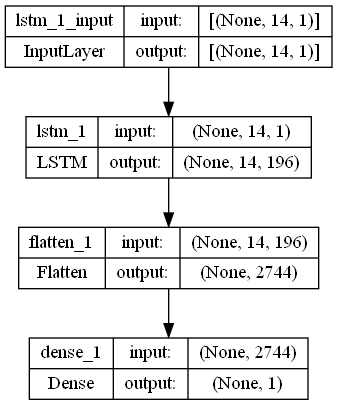 lstm_1_input input: [(None, 14, 1)]
InputLayer output: [(None, 14, 1)]
lstm_1 input: (None, 14, 1)
LSTM output: (None, 14, 196)
flatten_1 input: (None, 14, 196)
Flatten output: (None, 2744)
dense_1 input: (None, 2744)
Dense output: (None, 1)